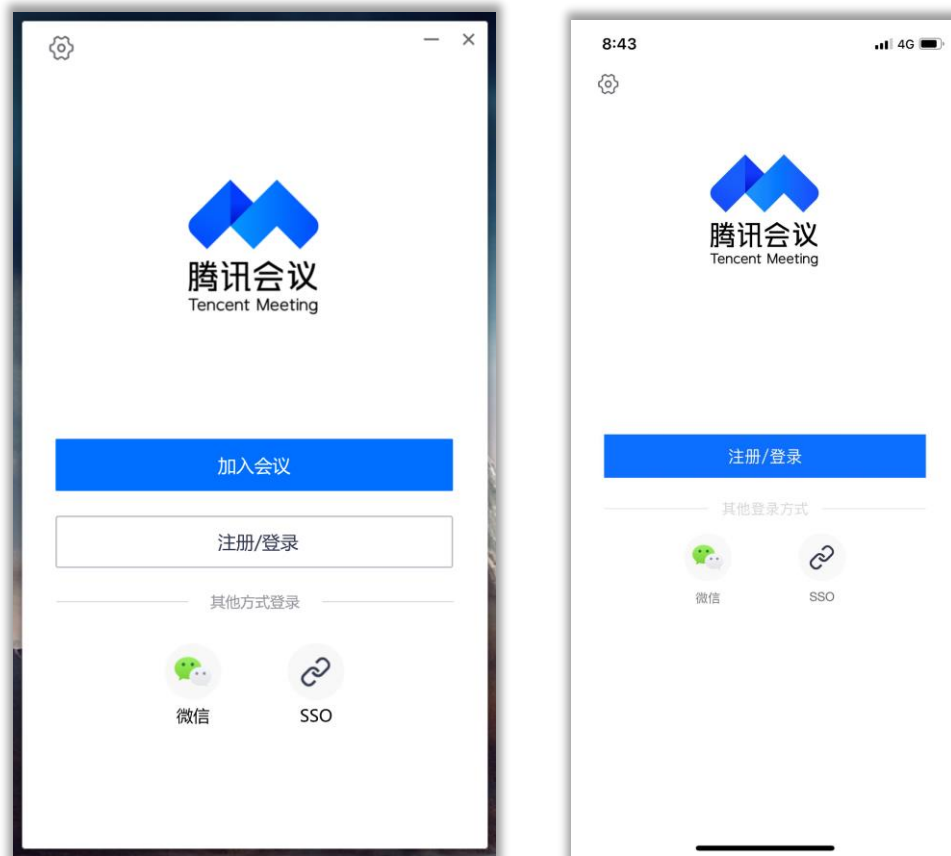 腾讯会议
Tencent Meeting
加入会议
注册/登录
其他方式登录
微信 SSO
8:43 4G
腾讯会议
Tencent Meeting
注册/登录
其他登录方式
微信 SSO